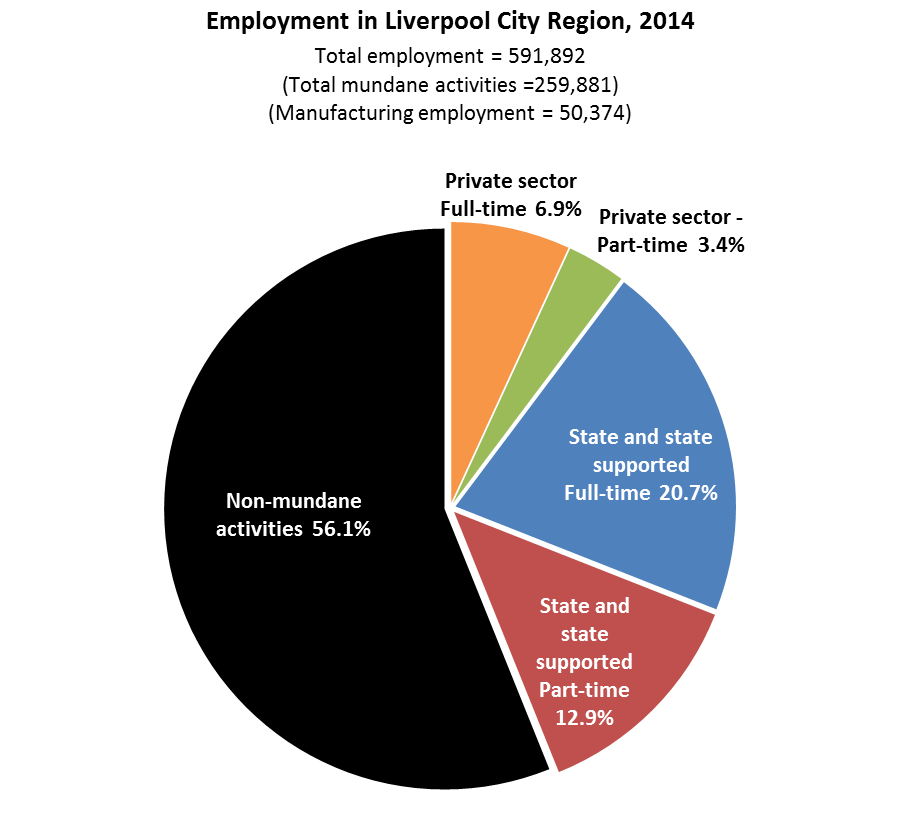 Employment in Liverpool City Region, 2014
Total employment = 591,892
(Total mundane activities =259,881)
(Manufacturing employment = 50,374)
Private sector
Full-time 6.9%
Private sector -
Part-time 3.4%
State and state
supported
Full-time 20.7%
Non-mundane
activities 56.1%
State and
state
supported
Part-time
12.9%